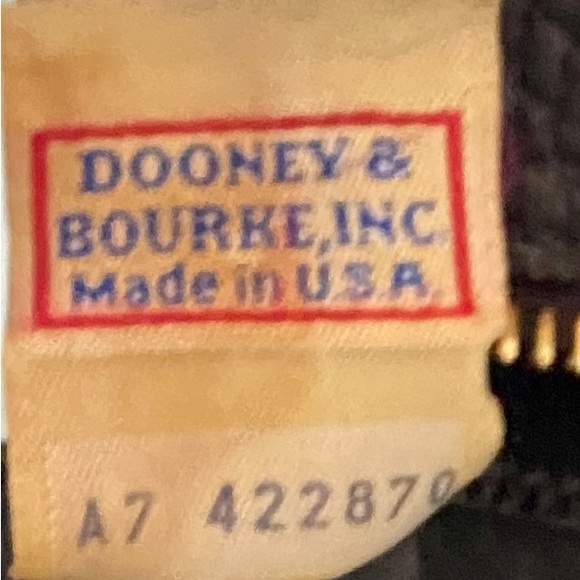 DOONEY &
BOURKE, INC.
Made in U.S.A.
A7 422870